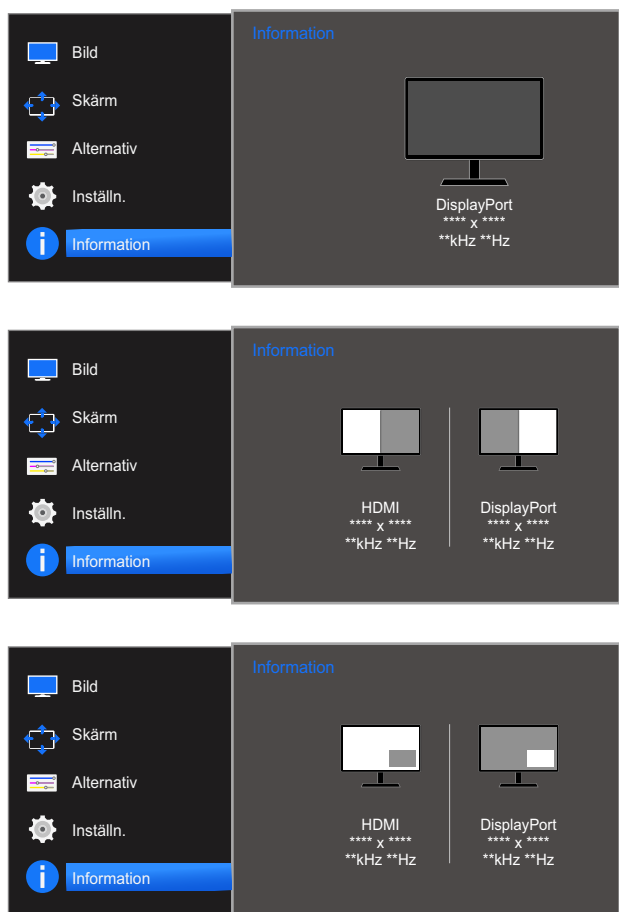 Bild
Skärm
Alternativ
Inställn.
Information
Information
DisplayPort
**** x ****
**kHz **Hz
Bild
Skärm
Alternativ
Inställn.
Information
Information
HDMI
**** x ****
**kHz **Hz
DisplayPort
**** x ****
**kHz **Hz
Bild
Skärm
Alternativ
Inställn.
Information
Information
HDMI
**** x ****
**kHz **Hz
DisplayPort
**** x ****
**kHz **Hz